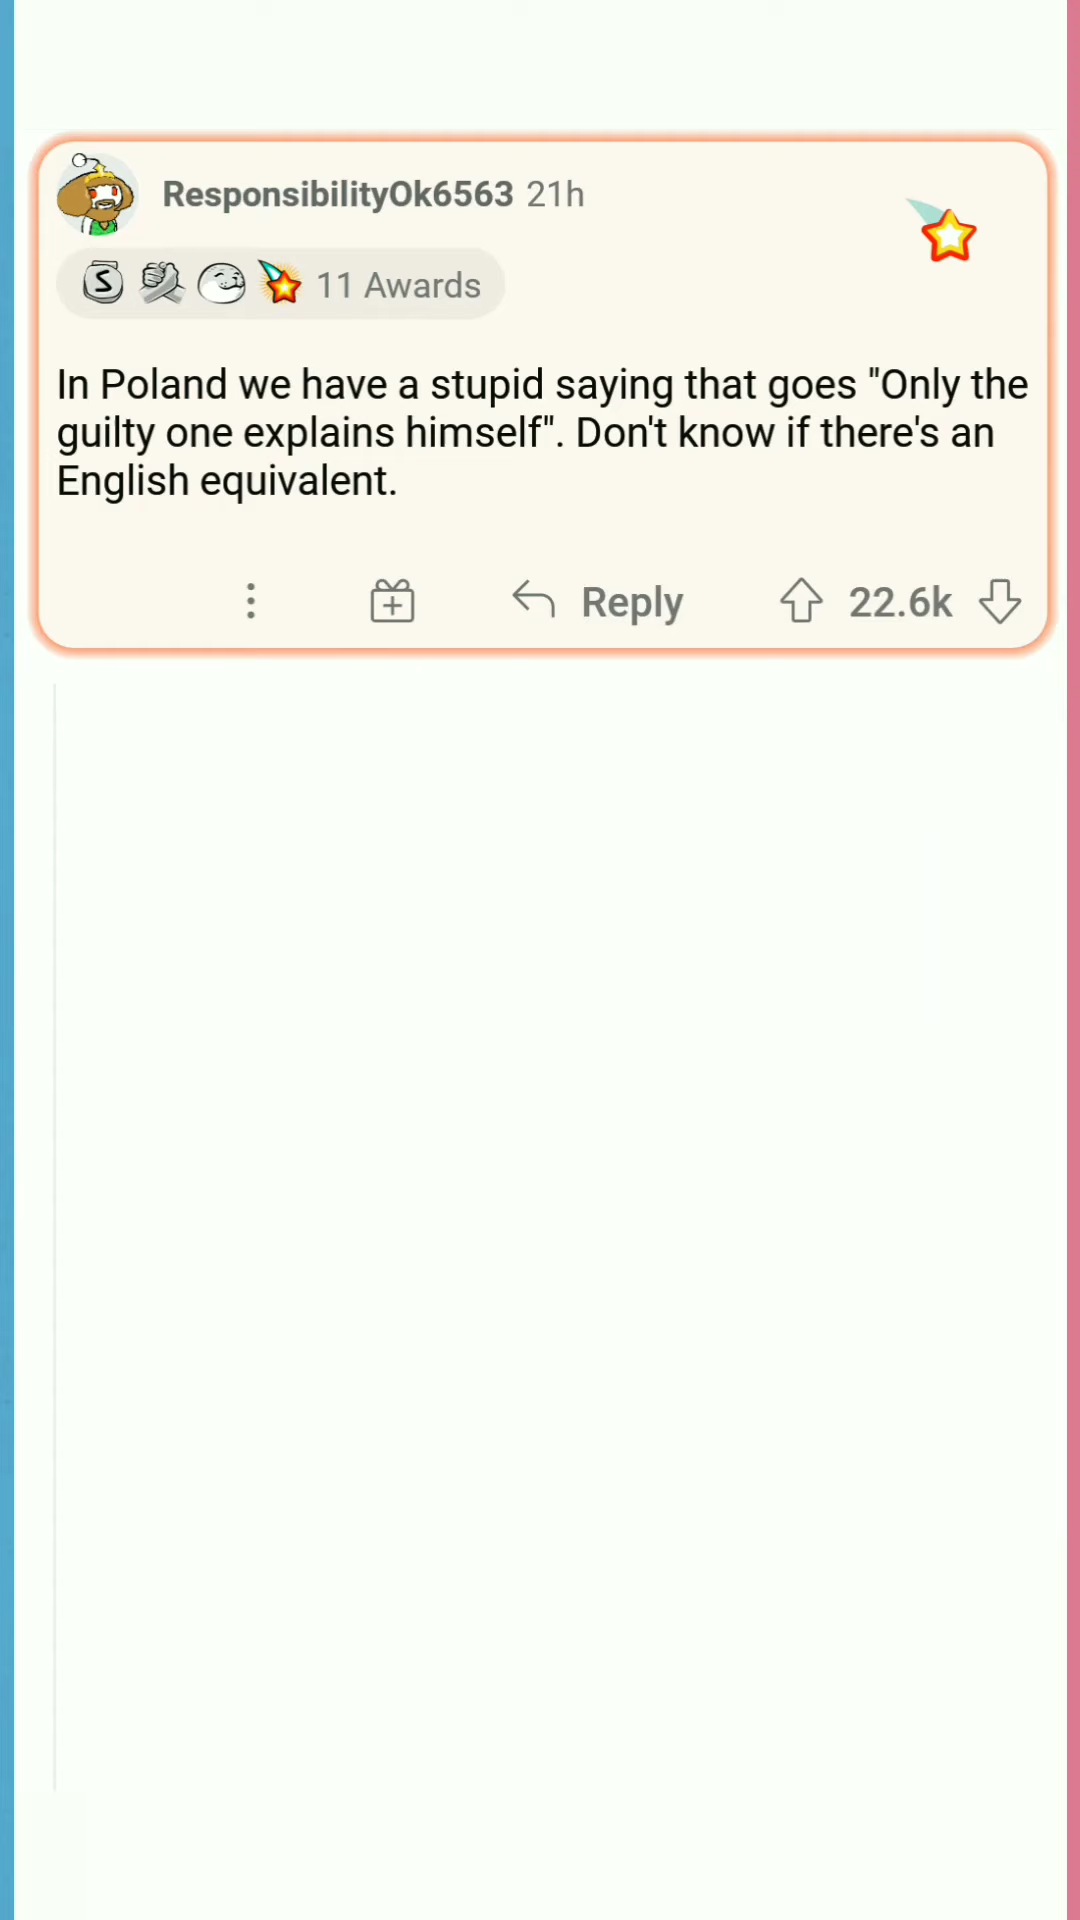 ResponsibilityOk6563 21h
S 11 Awards
In Poland we have a stupid saying that goes "Only the
guilty one explains himself". Don't know if there's an
English equivalent.
Reply 22.6k